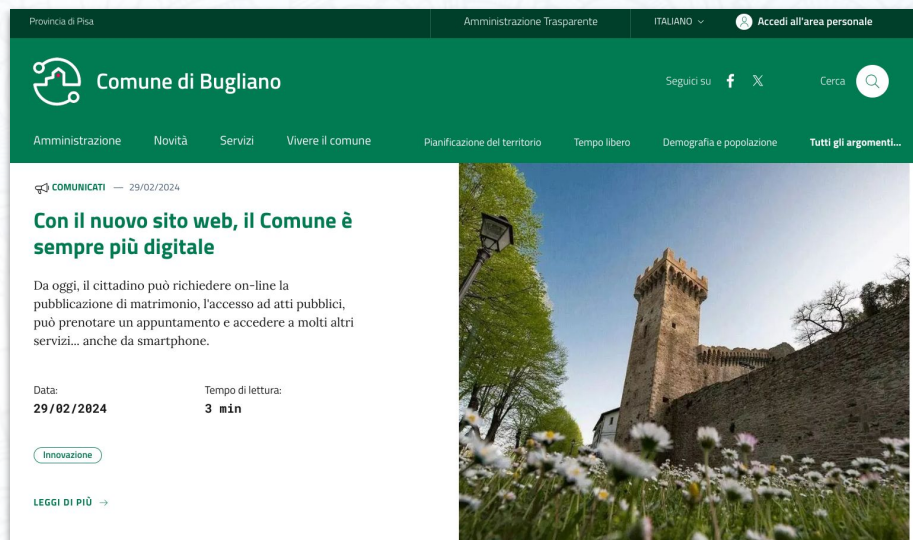 Provincia di Pisa
Amministrazione Trasparente
ITALIANO
Accedi all'area personale
Comune di Bugliano
Seguici su
Cerca
Amministrazione
Novità
Servizi
Vivere il comune
Pianificazione del territorio
Tempo libero
Demografia e popolazione
Tutti gli argomenti...
COMUNICATI — 29/02/2024
Con il nuovo sito web, il Comune è
sempre più digitale
Da oggi, il cittadino può richiedere on-line la
pubblicazione di matrimonio, l'accesso ad atti pubblici,
può prenotare un appuntamento e accedere a molti altri
servizi... anche da smartphone.
Data:
29/02/2024
Tempo di lettura:
3 min
Innovazione
LEGGI DI PIÙ